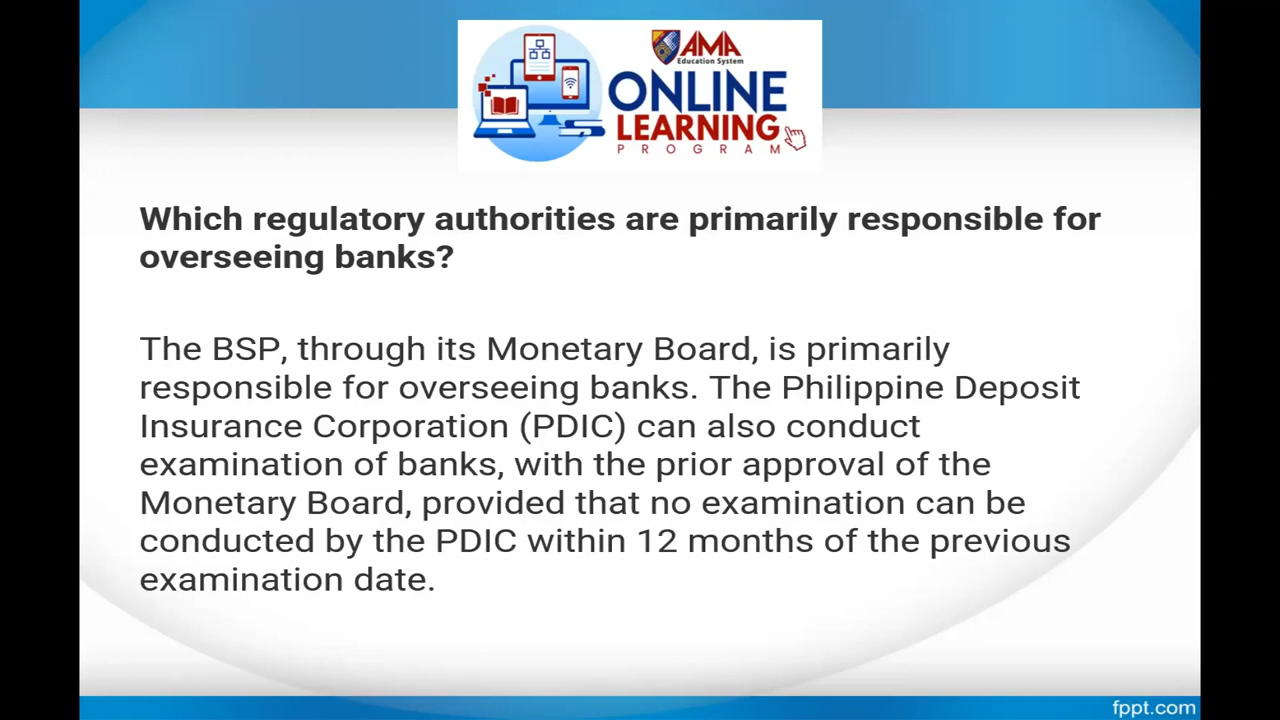 AMA
Education System
ONLINE
LEARNING
PROGRAM
Which regulatory authorities are primarily responsible for
overseeing banks?
The BSP, through its Monetary Board, is primarily
responsible for overseeing banks. The Philippine Deposit
Insurance Corporation (PDIC) can also conduct
examination of banks, with the prior approval of the
Monetary Board, provided that no examination can be
conducted by the PDIC within 12 months of the previous
examination date.
fppt.com